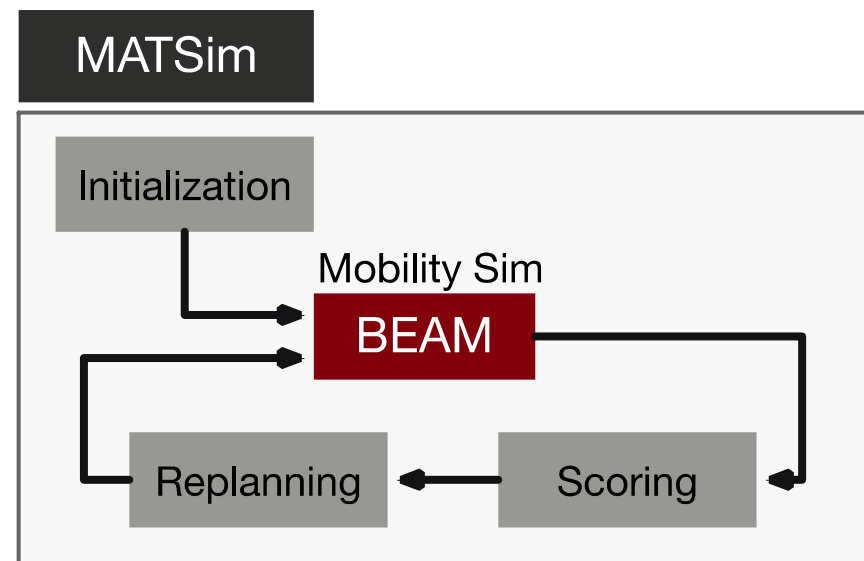 MATSim
Initialization
Mobility Sim
BEAM
Replanning
Scoring